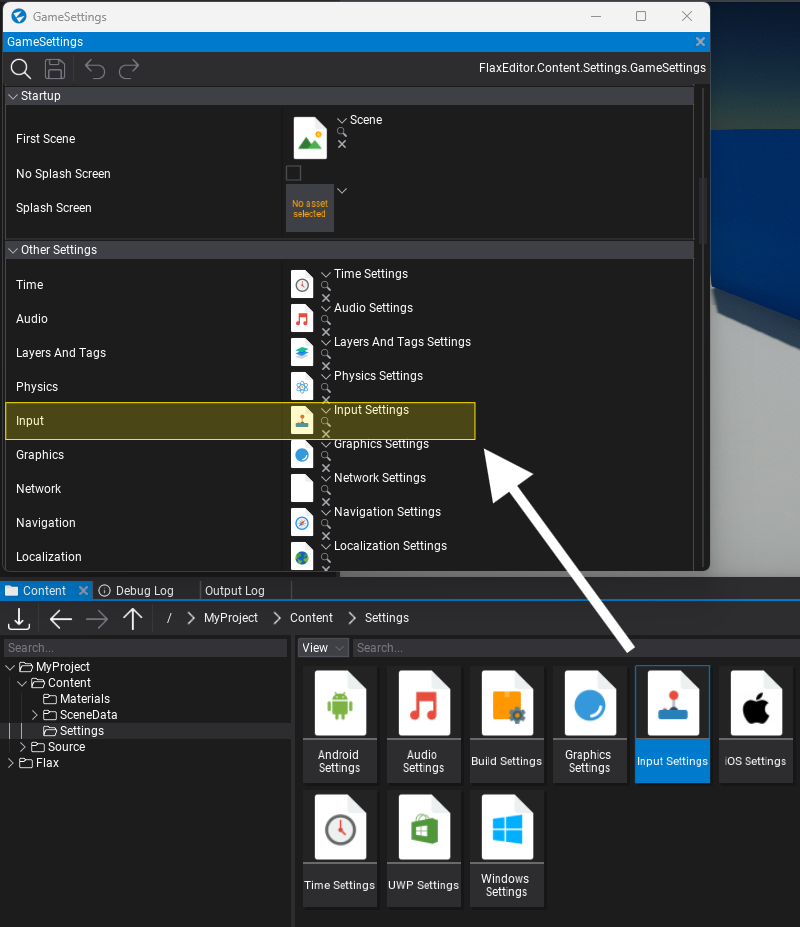 GameSettings
GameSettings
FlaxEditor.Content.Settings.GameSettings
Startup
First Scene
Scene
No Splash Screen
Splash Screen
No asset
selected
Other Settings
Time
Time Settings
Audio
Audio Settings
Layers And Tags
Layers And Tags Settings
Physics
Physics Settings
Input
Input Settings
Graphics
Graphics Settings
Network
Network Settings
Navigation
Navigation Settings
Localization
Localization Settings
Content
Debug Log
Output Log
/ MyProject Content Settings
Search...
View
Search...
MyProject
Content
Materials
SceneData
Settings
Source
Flax
Android
Settings
Audio
Settings
Build Settings
Graphics
Settings
Input Settings
iOS Settings
Time Settings
UWP Settings
Windows
Settings